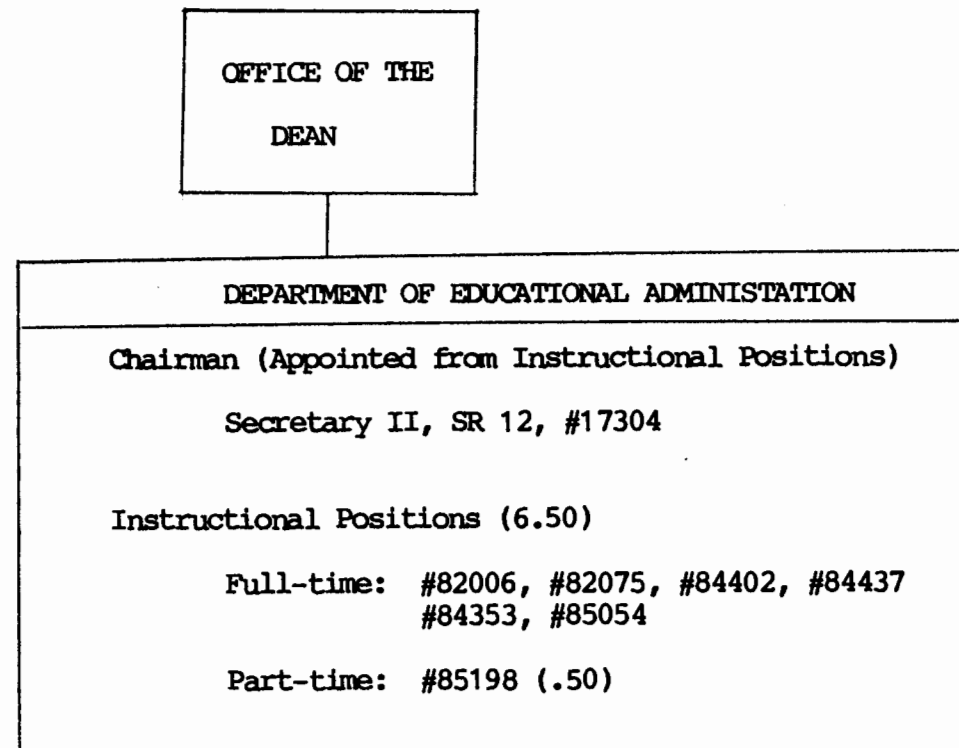 OFFICE OF THE
DEAN
DEPARTMENT OF EDUCATIONAL ADMINISTATION
Chairman (Appointed from Instructional Positions)
Secretary II, SR 12, #17304
Instructional Positions (6.50)
Full-time: #82006, #82075, #84402, #84437
#84353, #85054
Part-time: #85198 (.50)